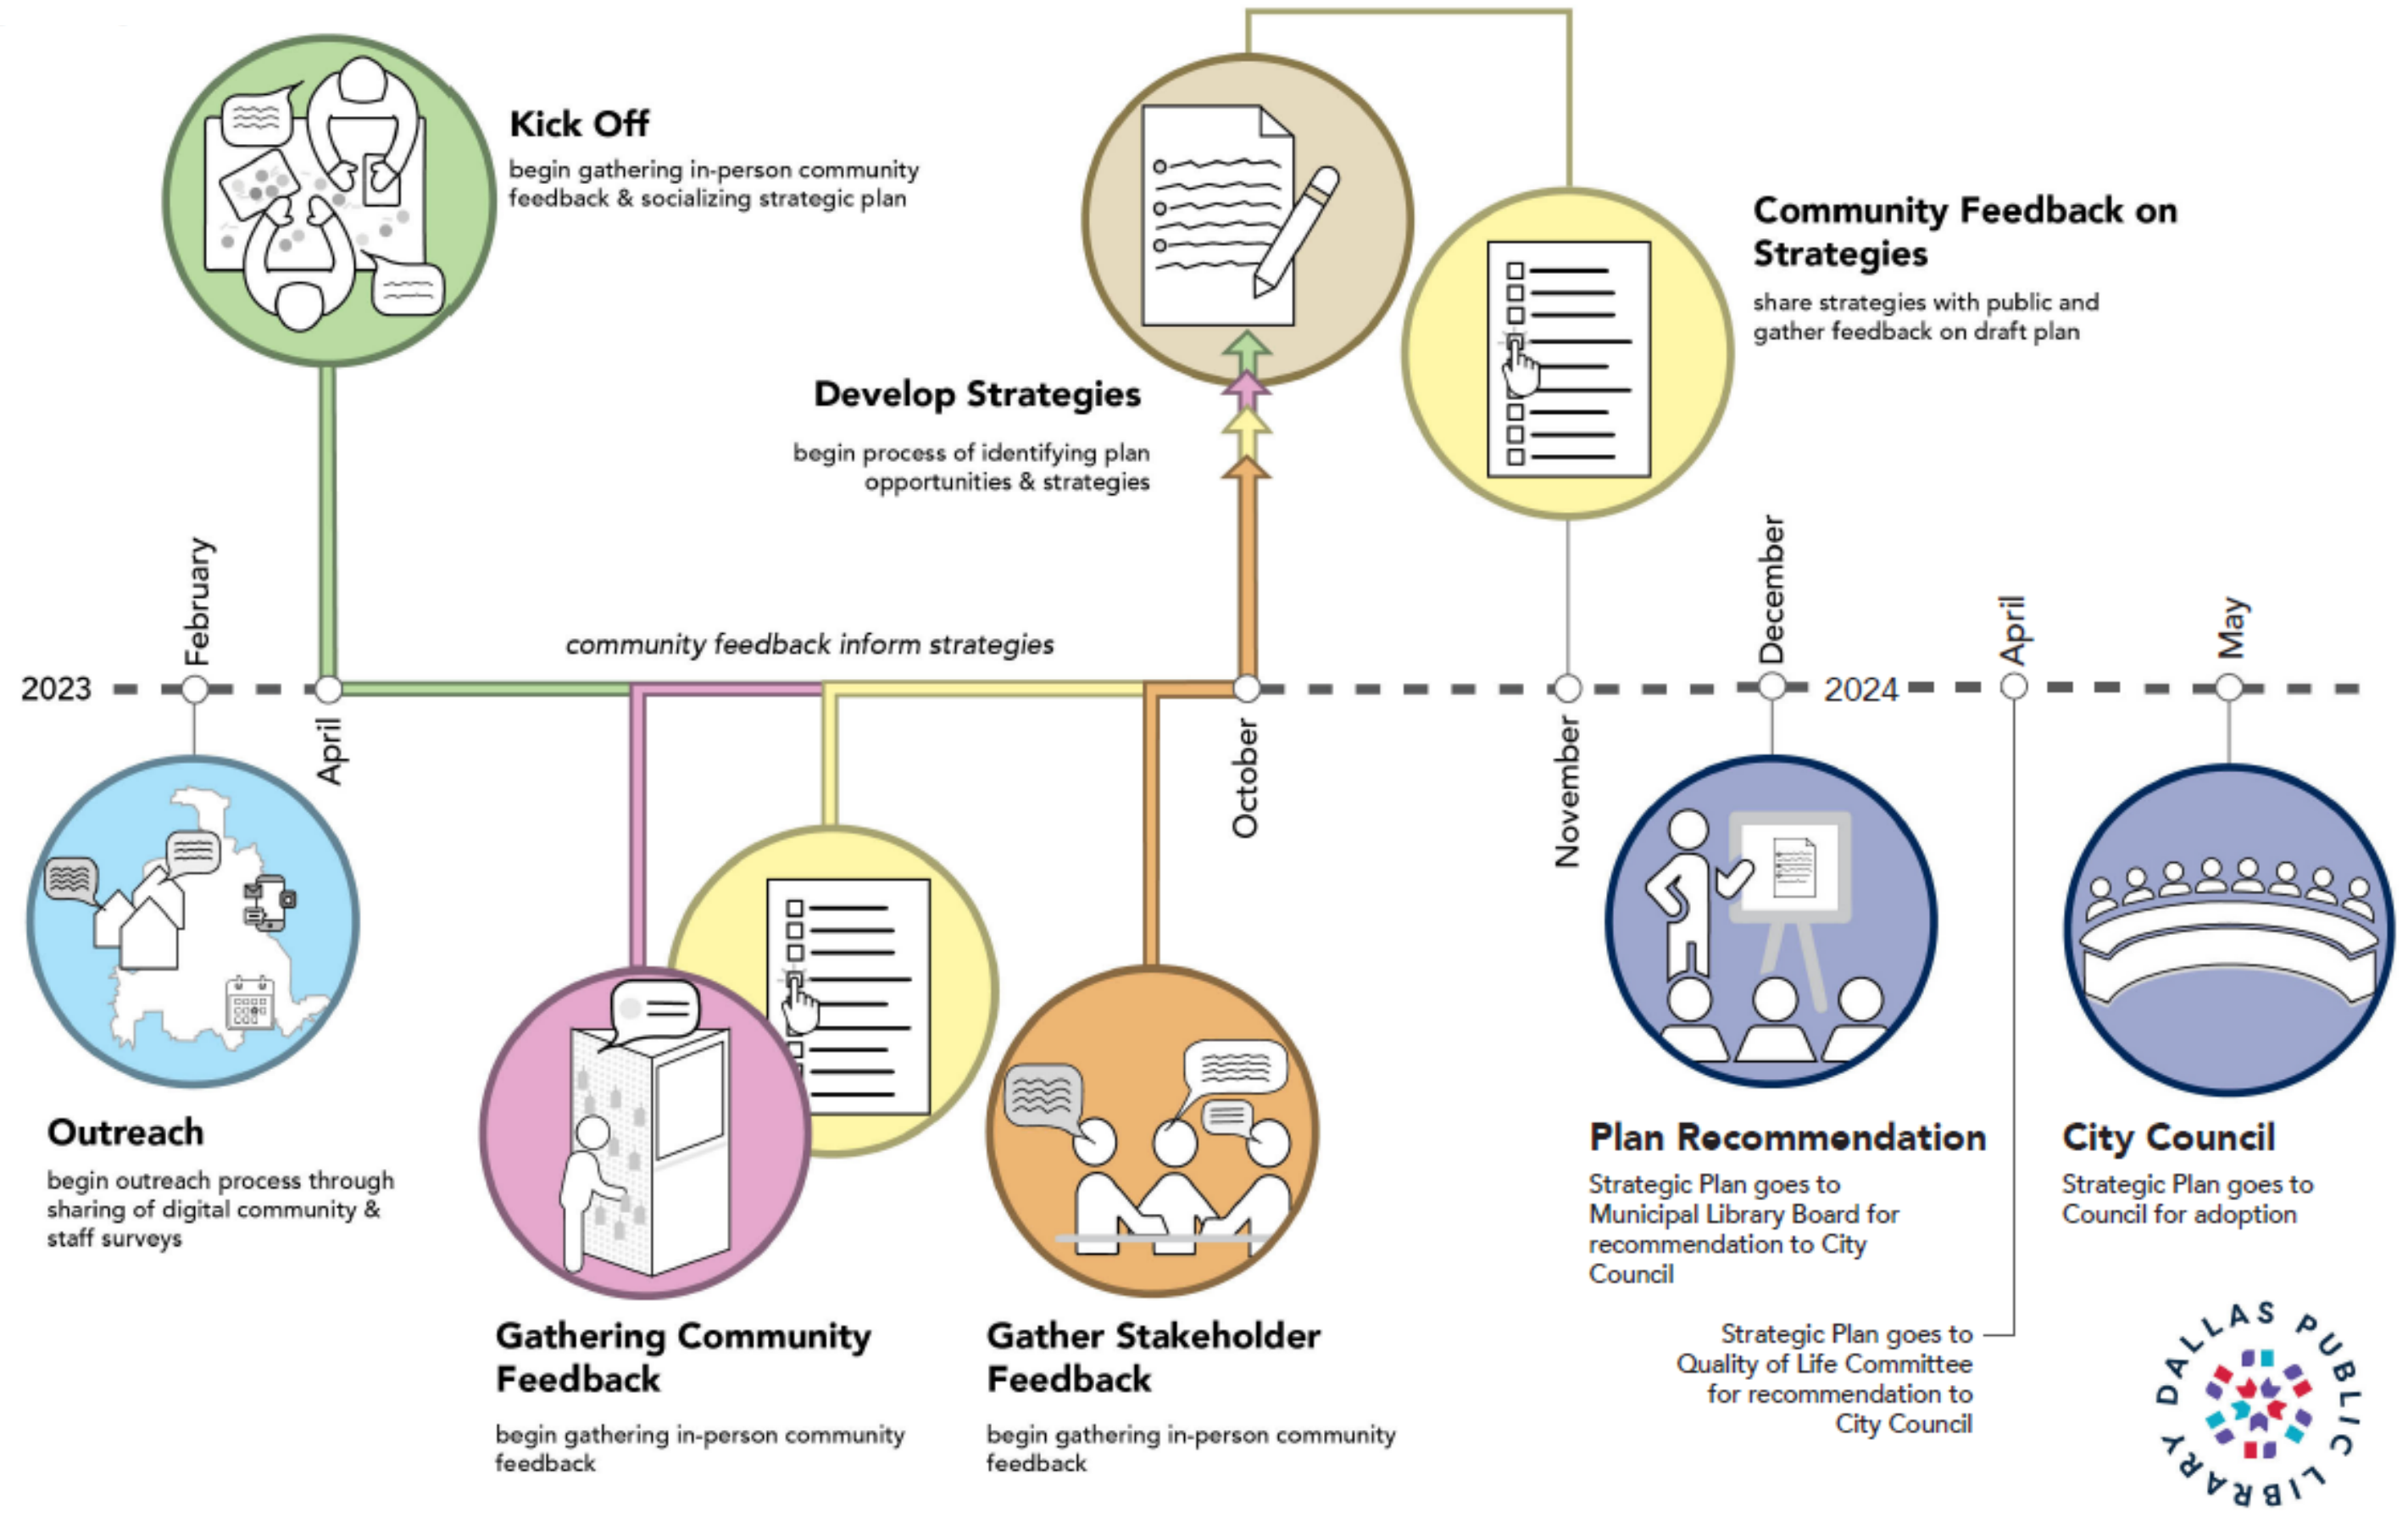 Kick Off
begin gathering in-person community
feedback & socializing strategic plan
Develop Strategies
begin process of identifying plan
opportunities & strategies
Community Feedback on
Strategies
share strategies with public and
gather feedback on draft plan
community feedback inform strategies
2023
February
April
October
November
December
2024
April
May
Outreach
begin outreach process through
sharing of digital community &
staff surveys
Gathering Community
Feedback
begin gathering in-person community
feedback
Gather Stakeholder
Feedback
begin gathering in-person community
feedback
Plan Recommendation
Strategic Plan goes to
Municipal Library Board for
recommendation to City
Council
Strategic Plan goes to
Quality of Life Committee
for recommendation to
City Council
City Council
Strategic Plan goes to
Council for adoption
DALLAS PUBLIC LIBRARY